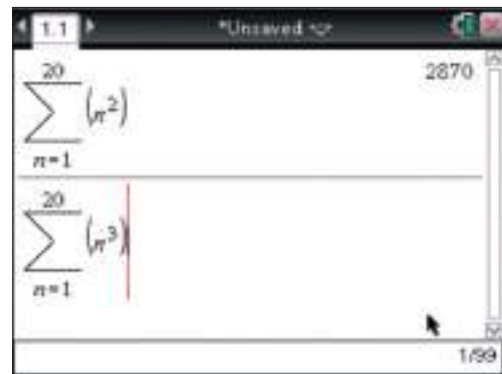 1.1 *Unsaved
20
∑ (n²) 2870
n=1
20
∑ (n³)
n=1
1/99